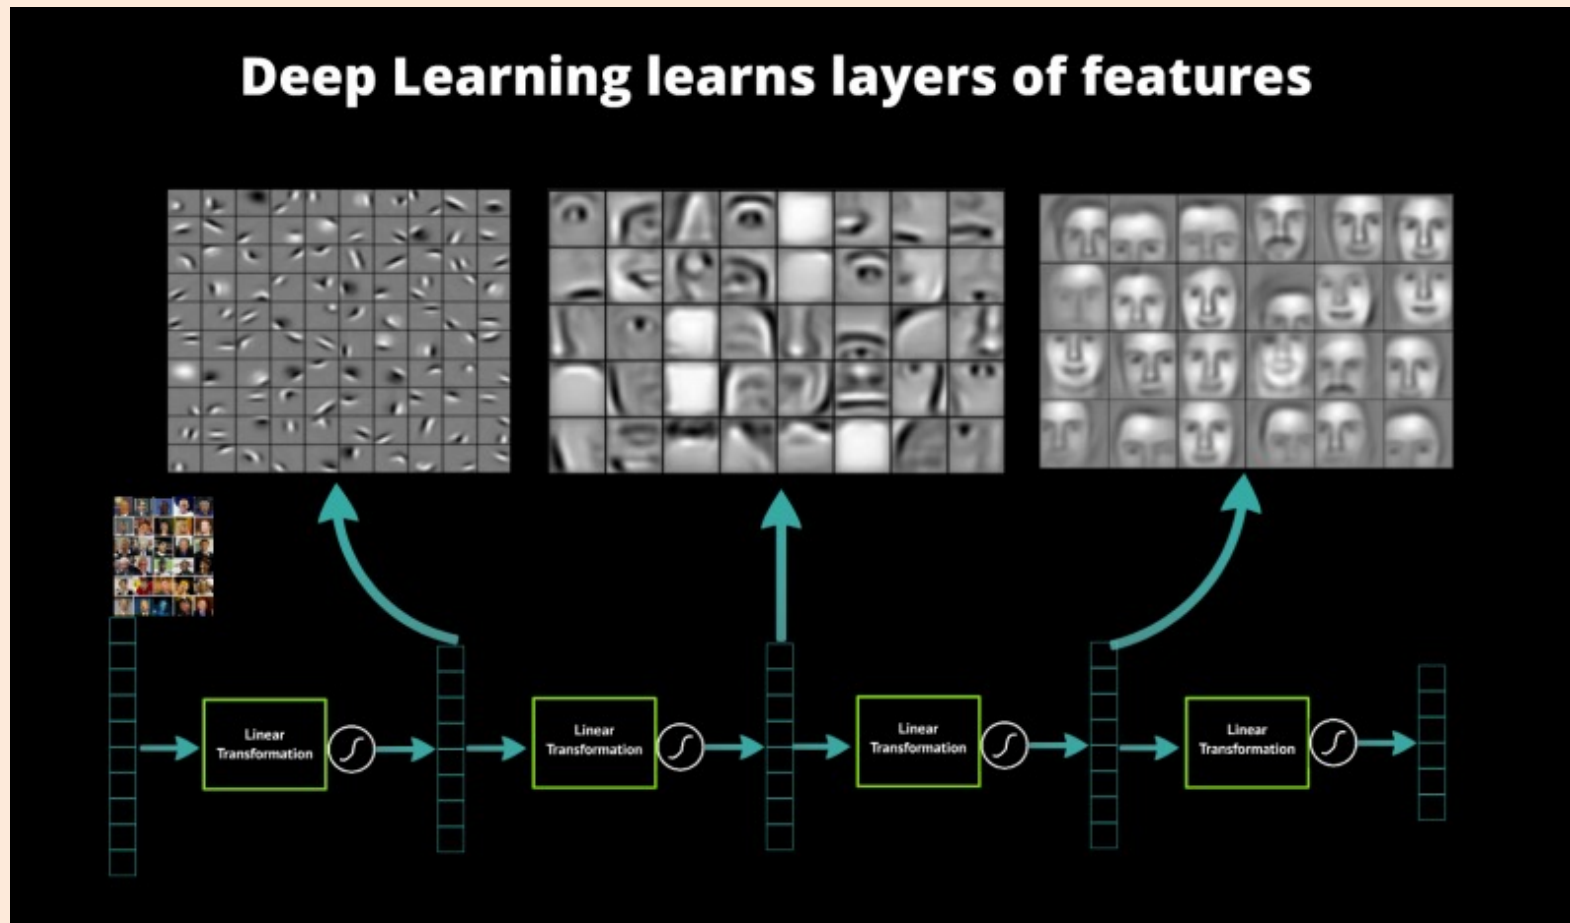 Deep Learning learns layers of features
Linear
Transformation
Linear
Transformation
Linear
Transformation
Linear
Transformation